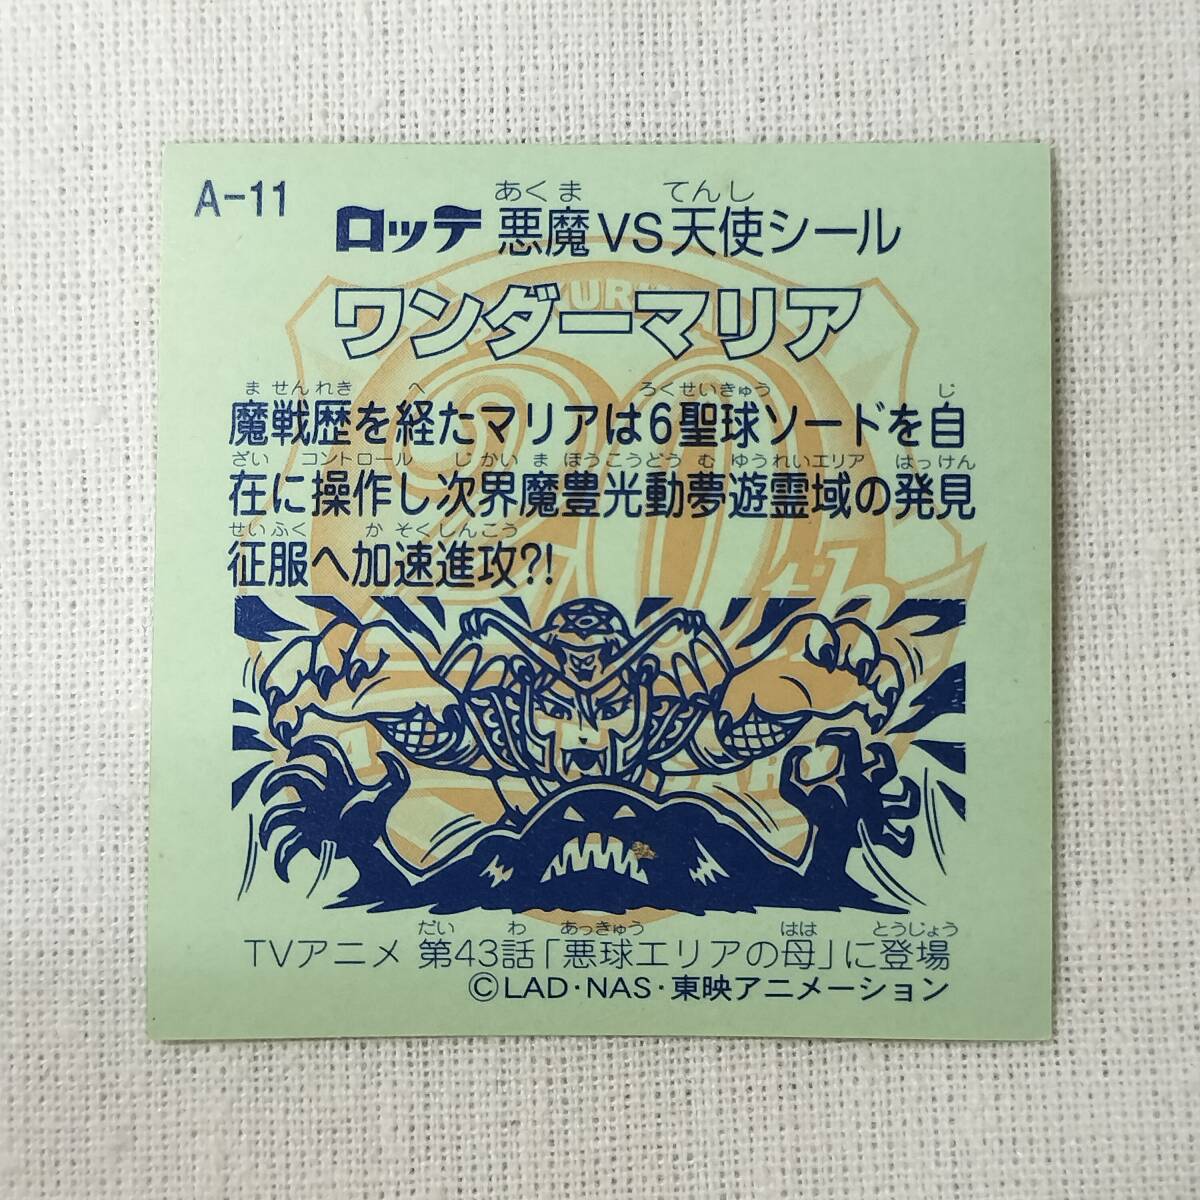 A-11
あくま てんし
ロッテ 悪魔VS天使シール
ワンダーマリア
ませんれき へ ろくせいきゅう じ
魔戦歴を経たマリアは6聖球ソードを自
ざい コントロール じかいま ほうこうどう む ゆうれいエリア はっけん
在に操作し次界魔豊光動夢遊霊域の発見
せいふく かそくしんこう
征服へ加速進攻?!
20th
だい わ あっきゅう はは とうじょう
TVアニメ 第43話「悪球エリアの母」に登場
©LAD・NAS・東映アニメーション